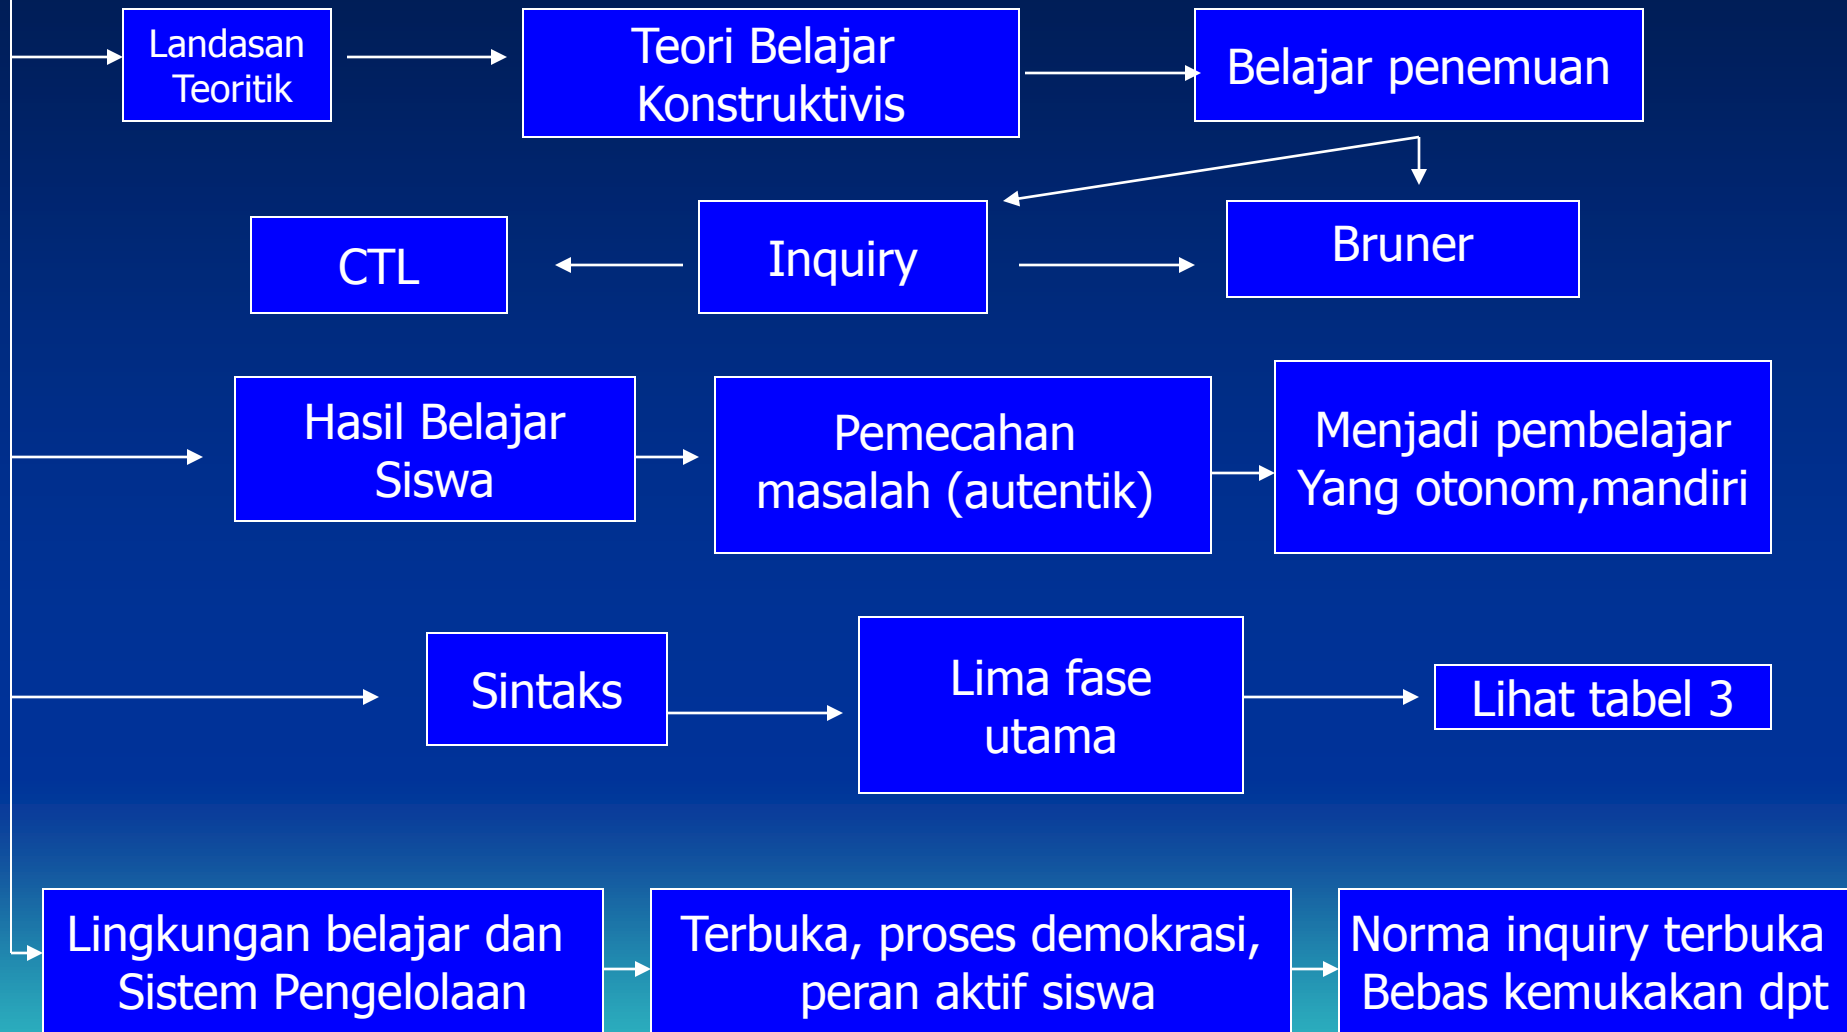 Landasan
Teoritik
Teori Belajar
Konstruktivis
Belajar penemuan
CTL
Inquiry
Bruner
Hasil Belajar
Siswa
Pemecahan
masalah (autentik)
Menjadi pembelajar
Yang otonom,mandiri
Sintaks
Lima fase
utama
Lihat tabel 3
Lingkungan belajar dan
Sistem Pengelolaan
Terbuka, proses demokrasi,
peran aktif siswa
Norma inquiry terbuka
Bebas kemukakan dpt